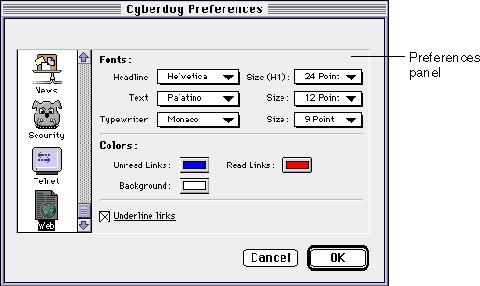 Cyberdog Preferences
News
Security
Telnet
Web
Fonts:
Headline Helvetica Size (H1): 24 Point
Text Palatino Size: 12 Point
Typewriter Monaco Size: 9 Point
Colors:
Unread Links: Read Links:
Background:
Underline links
Cancel OK
Preferences
panel